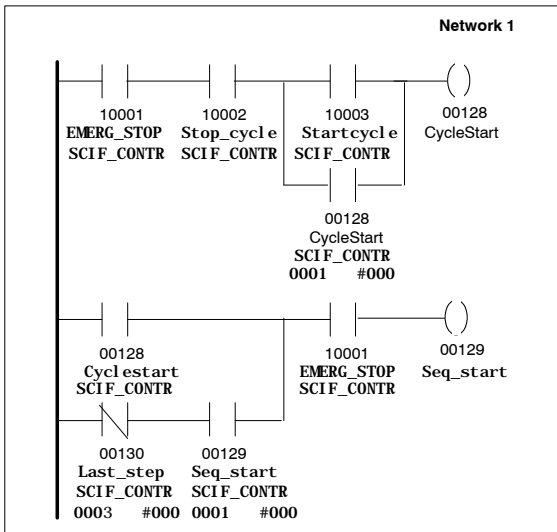 Network 1
10001 10002 10003 00128
EMERG_STOP Stop_cycle Startcycle CycleStart
SCIF_CONTR SCIF_CONTR SCIF_CONTR
00128
CycleStart
SCIF_CONTR
0001 #000
00128 10001 00129
Cyclestart EMERG_STOP Seq_start
SCIF_CONTR SCIF_CONTR
00130 00129
Last_step Seq_start
SCIF_CONTR SCIF_CONTR
0003 #000 0001 #000